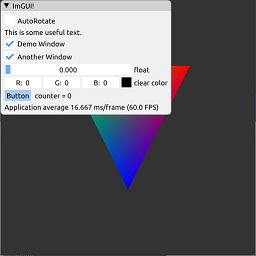 ImGUI!
AutoRotate
This is some useful text.
Demo Window
Another Window
0.000 float
R: 0 G: 0 B: 0 clear color
Button counter = 0
Application average 16.667 ms/frame (60.0 FPS)